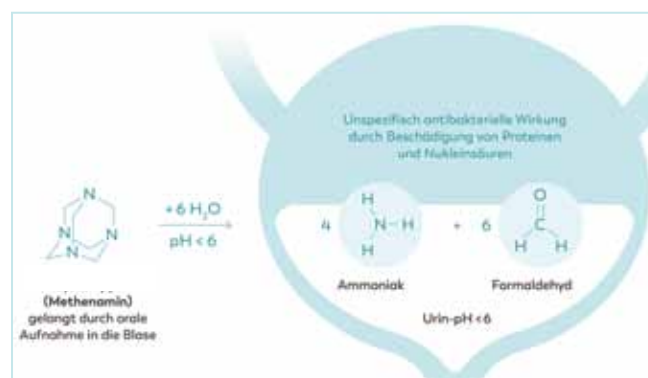 Unspezifisch antibakterielle Wirkung
durch Beschädigung von Proteinen
und Nukleinsäuren
N
N
N
N
+6 H₂O
pH < 6
4
H
N
H
H
+
6
O
C
H
H
Ammoniak
Formaldehyd
Urin-pH < 6
(Methenamin)
gelangt durch orale
Aufnahme in die Blase